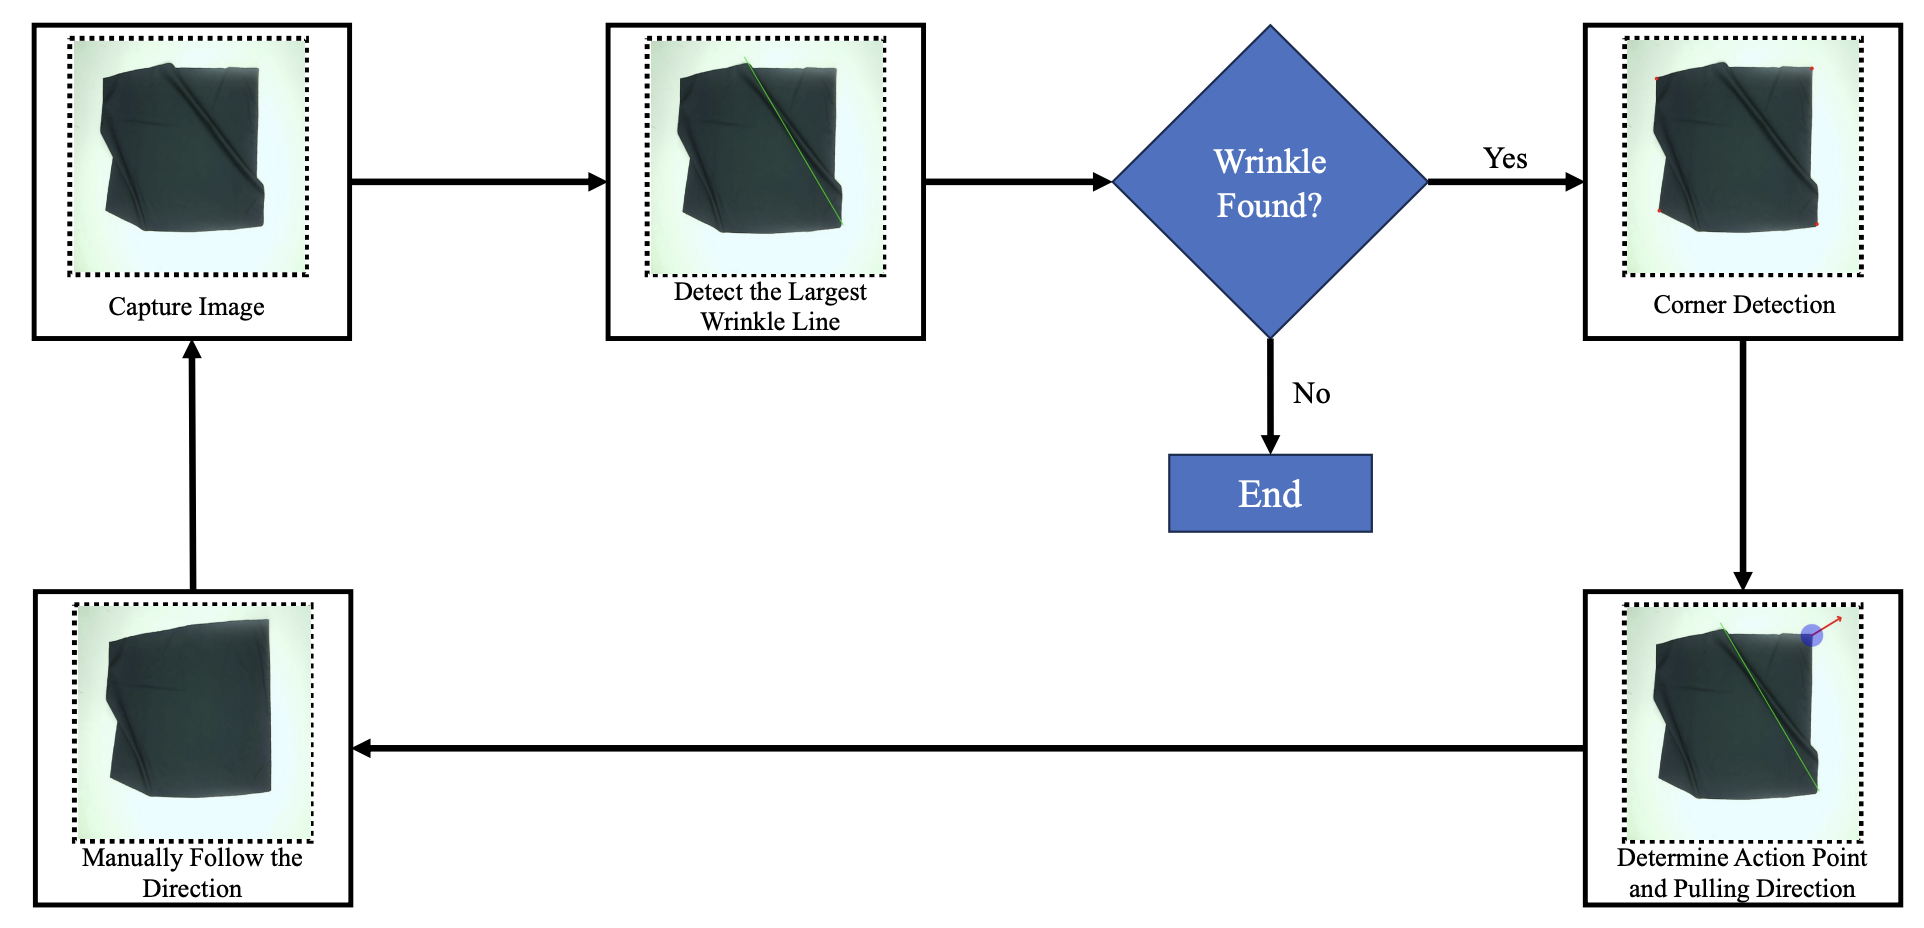 Capture Image
Detect the Largest
Wrinkle Line
Wrinkle
Found?
Yes
Corner Detection
No
End
Manually Follow the
Direction
Determine Action Point
and Pulling Direction